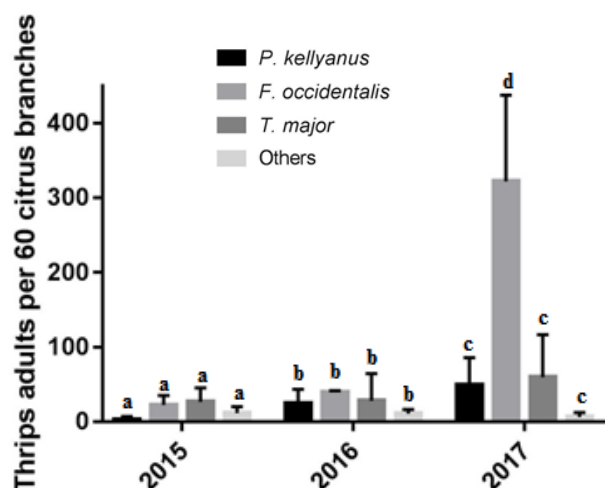 P. kellyanus
F. occidentalis
T. major
Others
Thrips adults per 60 citrus branches
400
300
200
100
0
a
a
a
a
b
b
b
b
c
d
c
c
2015
2016
2017